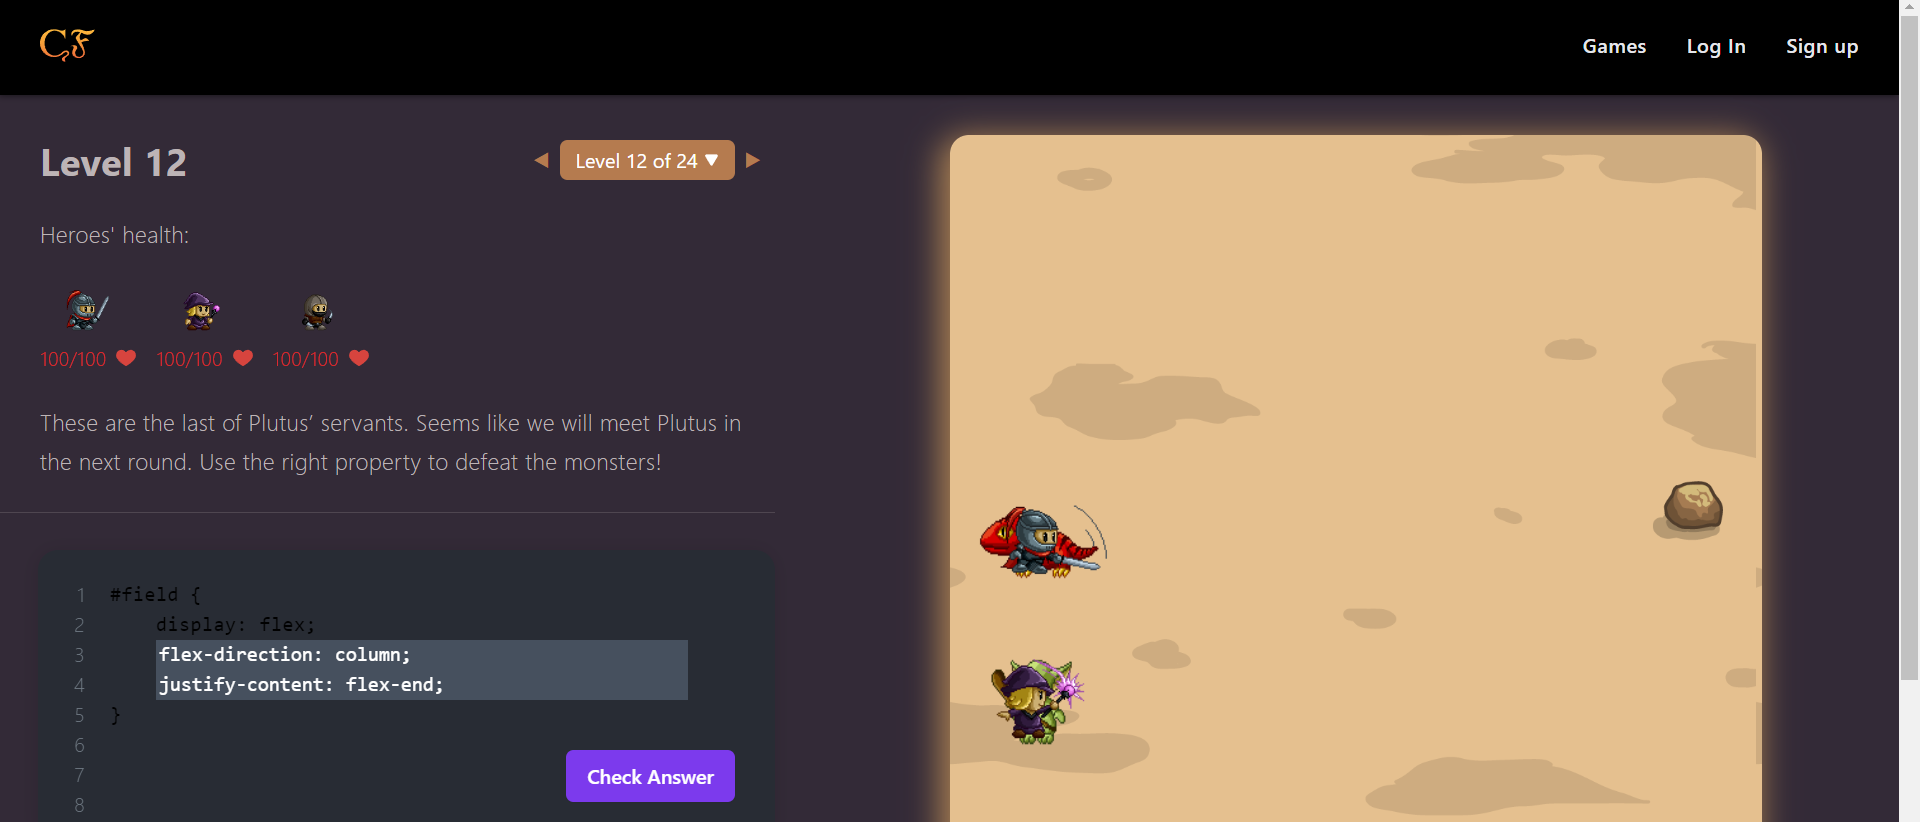 CF
Games Log In Sign up
Level 12
◀ Level 12 of 24 ▼ ▶
Heroes' health:
100/100 100/100 100/100
These are the last of Plutus’ servants. Seems like we will meet Plutus in
the next round. Use the right property to defeat the monsters!
1 #field {
2 display: flex;
3 flex-direction: column;
4 justify-content: flex-end;
5 }
6
7
8
Check Answer